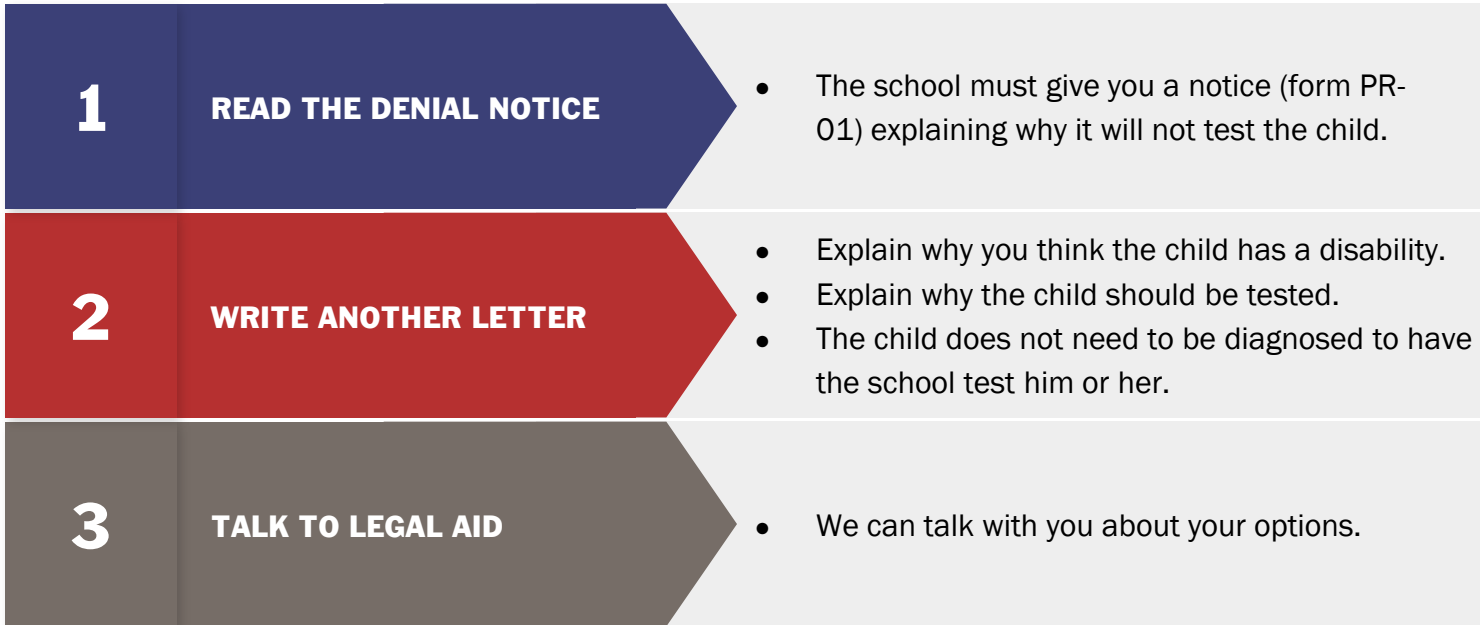 1
READ THE DENIAL NOTICE
• The school must give you a notice (form PR-
01) explaining why it will not test the child.
2
WRITE ANOTHER LETTER
• Explain why you think the child has a disability.
• Explain why the child should be tested.
• The child does not need to be diagnosed to have
the school test him or her.
3
TALK TO LEGAL AID
• We can talk with you about your options.